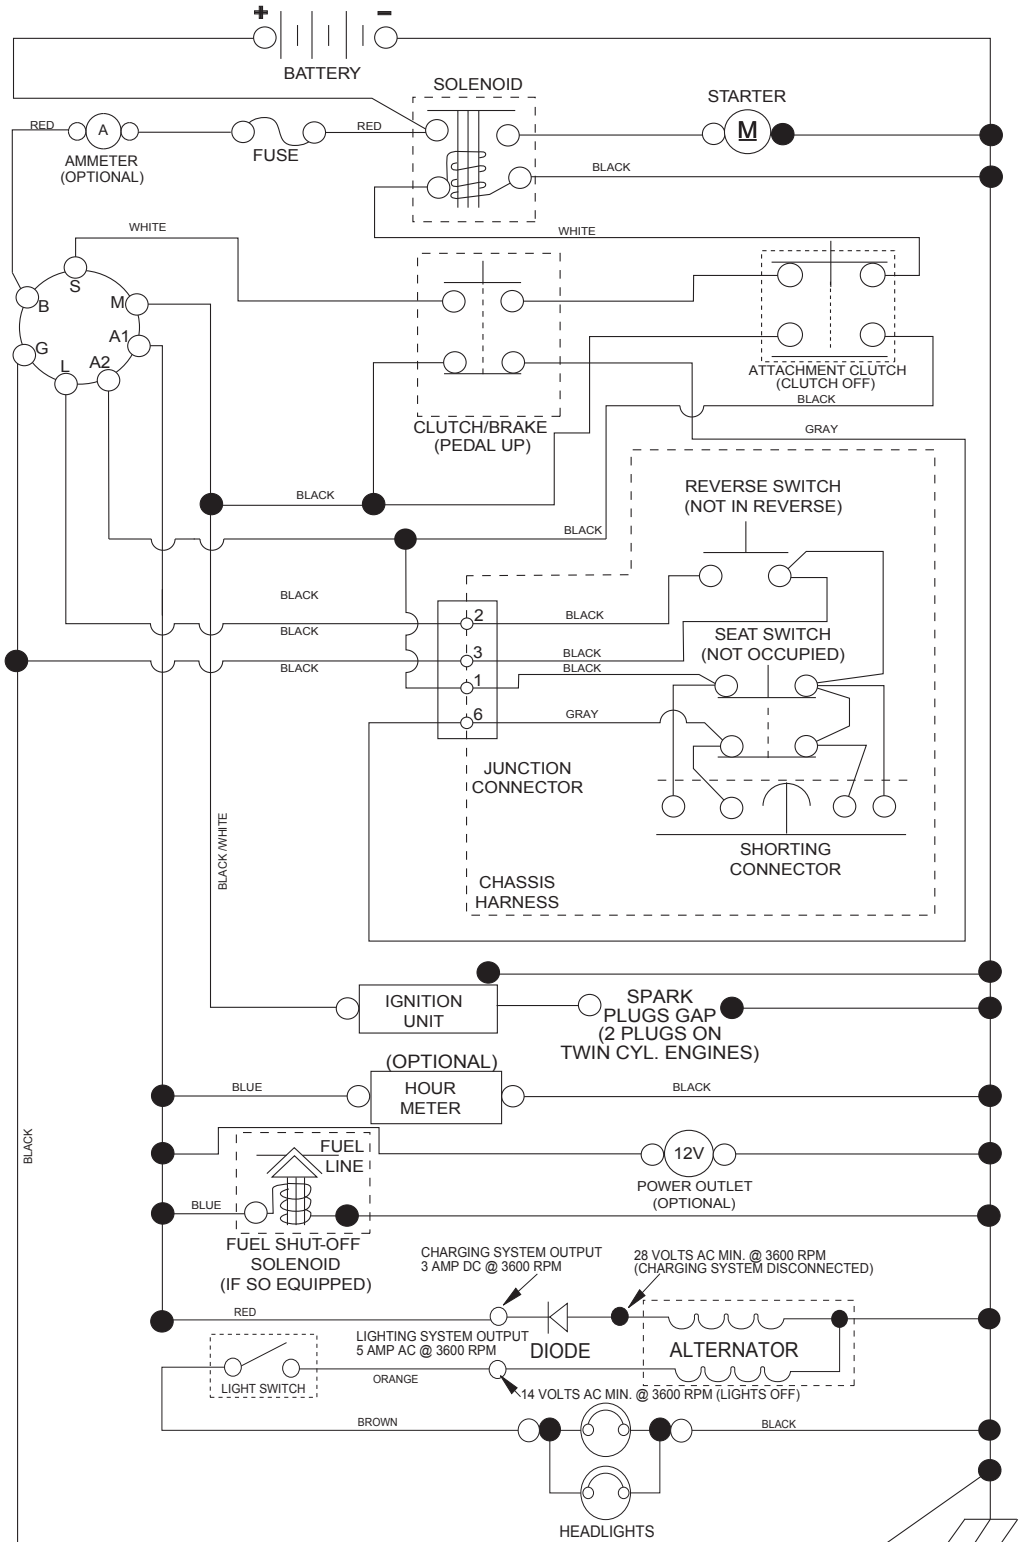 + –
BATTERY
SOLENOID
STARTER
RED
A
RED
M
AMMETER
(OPTIONAL)
FUSE
BLACK
WHITE
WHITE
S
B
M
A1
G
L
A2
ATTACHMENT CLUTCH
(CLUTCH OFF)
BLACK
CLUTCH/BRAKE
(PEDAL UP)
GRAY
REVERSE SWITCH
(NOT IN REVERSE)
BLACK
BLACK
BLACK
2
BLACK
BLACK
SEAT SWITCH
(NOT OCCUPIED)
3
BLACK
BLACK
BLACK
1
6
GRAY
JUNCTION
CONNECTOR
SHORTING
CONNECTOR
BLACK /WHITE
CHASSIS
HARNESS
IGNITION
UNIT
SPARK
PLUGS GAP
(2 PLUGS ON
TWIN CYL. ENGINES)
(OPTIONAL)
BLUE
HOUR
METER
BLACK
BLACK
FUEL
LINE
12V
POWER OUTLET
(OPTIONAL)
BLUE
FUEL SHUT-OFF
SOLENOID
(IF SO EQUIPPED)
CHARGING SYSTEM OUTPUT
3 AMP DC @ 3600 RPM
28 VOLTS AC MIN. @ 3600 RPM
(CHARGING SYSTEM DISCONNECTED)
RED
LIGHTING SYSTEM OUTPUT
5 AMP AC @ 3600 RPM
DIODE
ALTERNATOR
LIGHT SWITCH
ORANGE
14 VOLTS AC MIN. @ 3600 RPM (LIGHTS OFF)
BROWN
BLACK
HEADLIGHTS